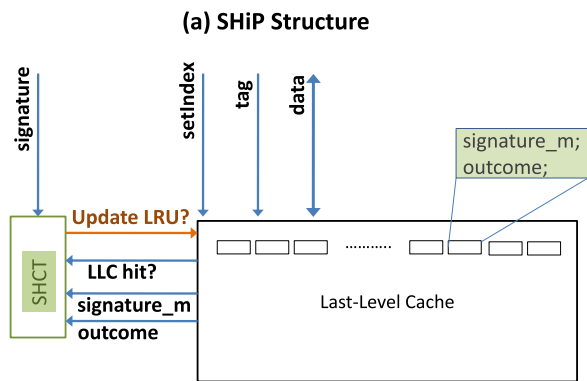 (a) SHiP Structure
signature
setIndex
tag
data
signature_m;
outcome;
Update LRU?
SHCT
LLC hit?
signature_m
outcome
...........
Last-Level Cache